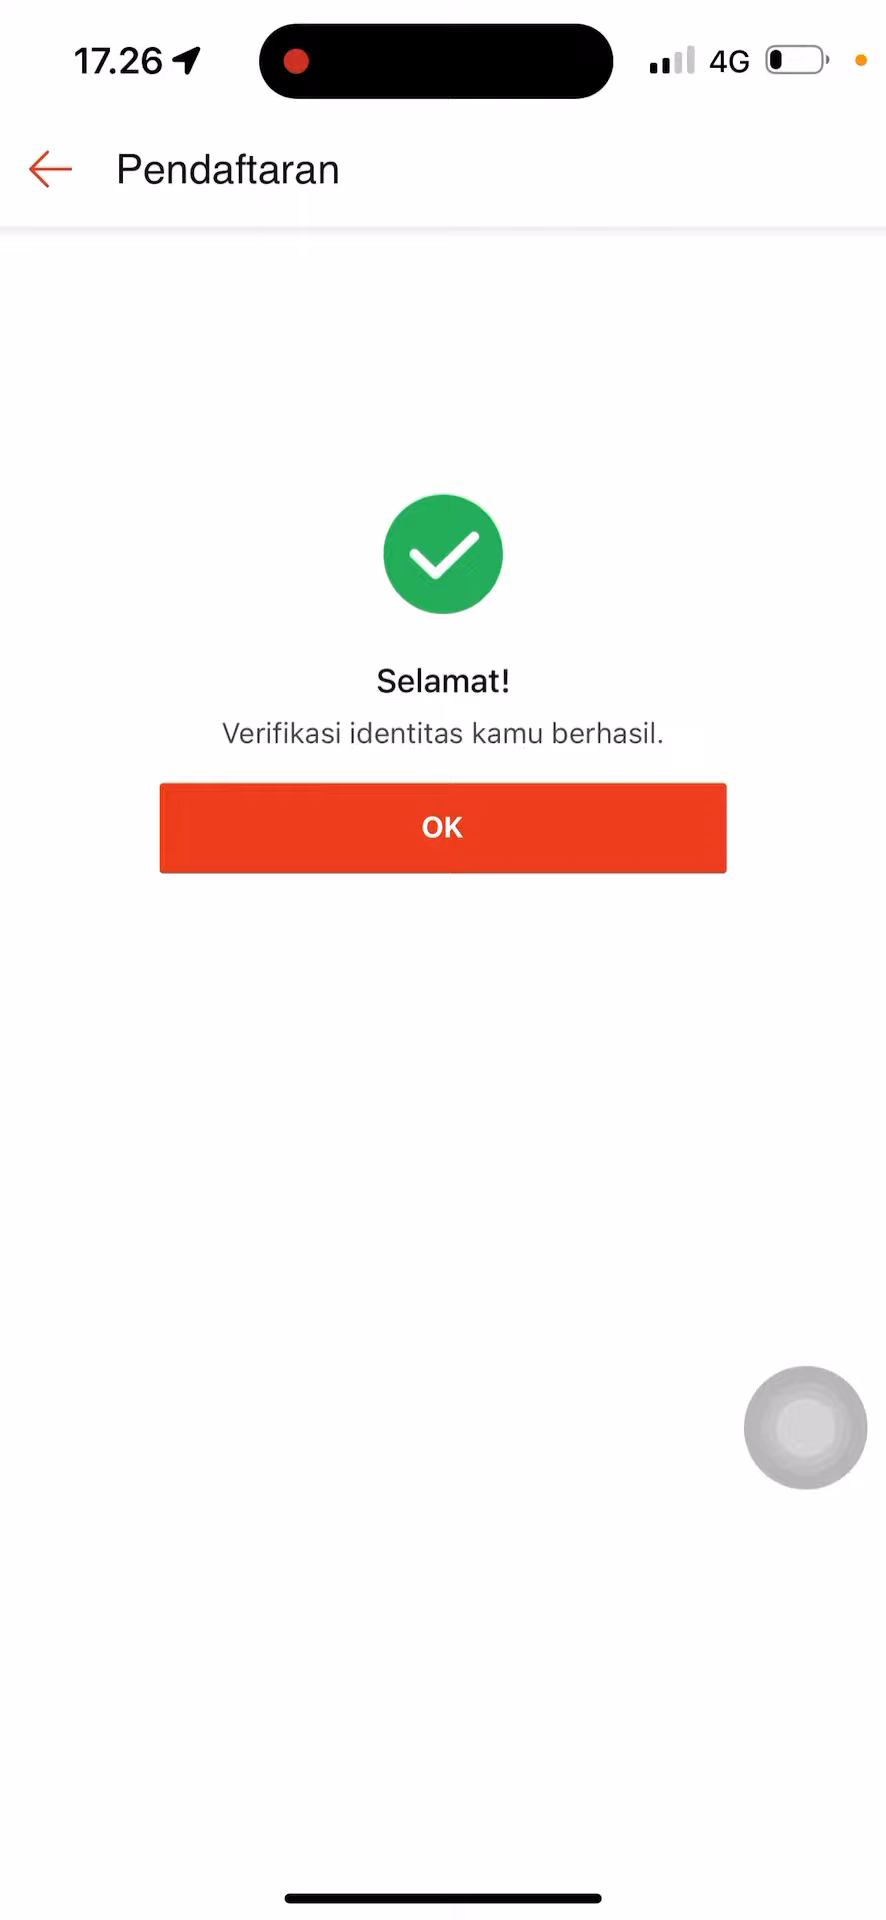 17.26
4G
Pendaftaran
Selamat!
Verifikasi identitas kamu berhasil.
OK